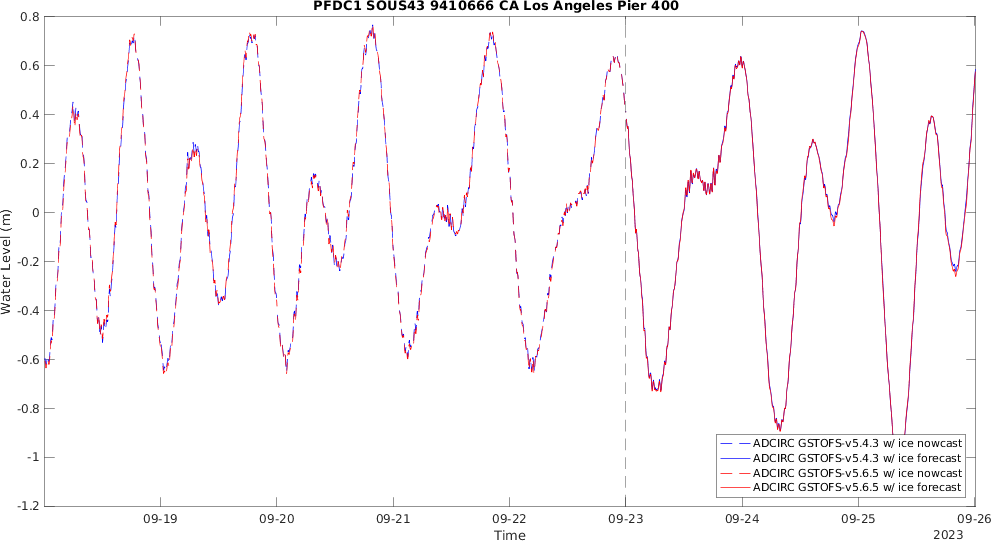 PFDC1 SOUS43 9410666 CA Los Angeles Pier 400
Water Level (m)
0.8
0.6
0.4
0.2
0
-0.2
-0.4
-0.6
-0.8
-1
-1.2
ADCIRC GSTOFS-v5.4.3 w/ ice nowcast
ADCIRC GSTOFS-v5.4.3 w/ ice forecast
ADCIRC GSTOFS-v5.6.5 w/ ice nowcast
ADCIRC GSTOFS-v5.6.5 w/ ice forecast
09-19 09-20 09-21 09-22 09-23 09-24 09-25 09-26
Time
2023